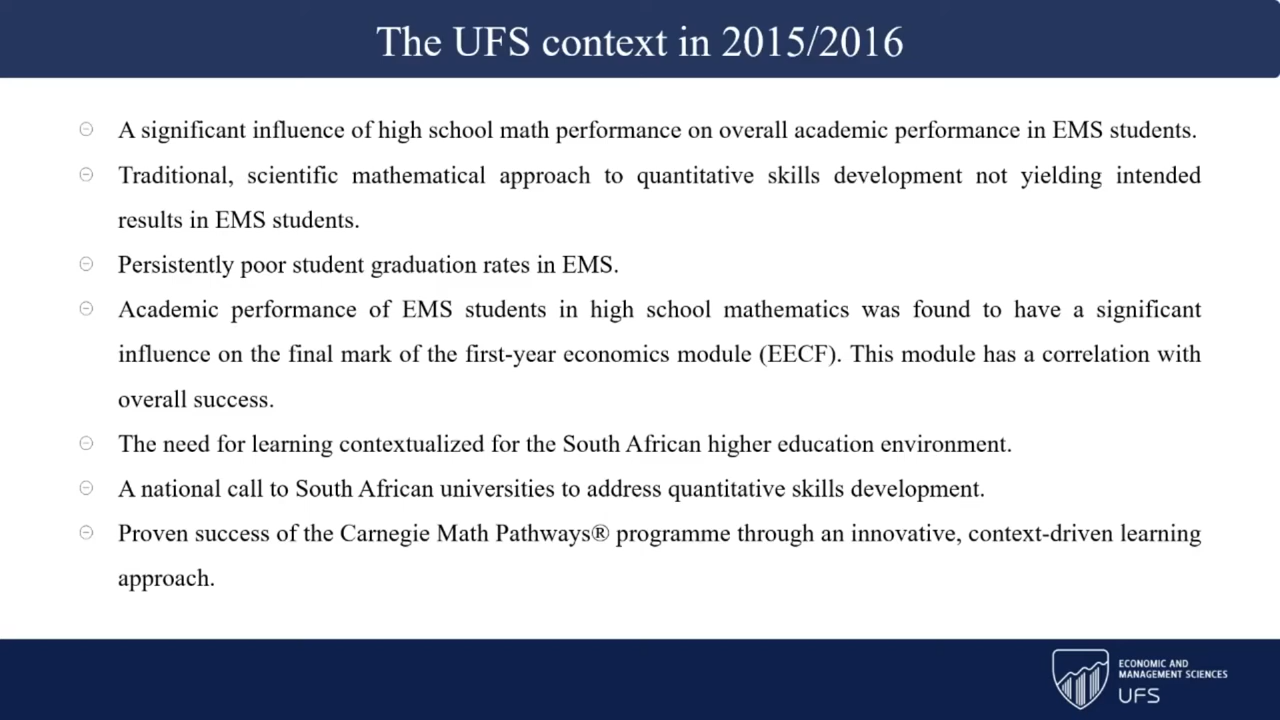 The UFS context in 2015/2016
A significant influence of high school math performance on overall academic performance in EMS students.
Traditional, scientific mathematical approach to quantitative skills development not yielding intended
results in EMS students.
Persistently poor student graduation rates in EMS.
Academic performance of EMS students in high school mathematics was found to have a significant
influence on the final mark of the first-year economics module (EECF). This module has a correlation with
overall success.
The need for learning contextualized for the South African higher education environment.
A national call to South African universities to address quantitative skills development.
Proven success of the Carnegie Math Pathways® programme through an innovative, context-driven learning
approach.
ECONOMIC AND
MANAGEMENT SCIENCES
UFS